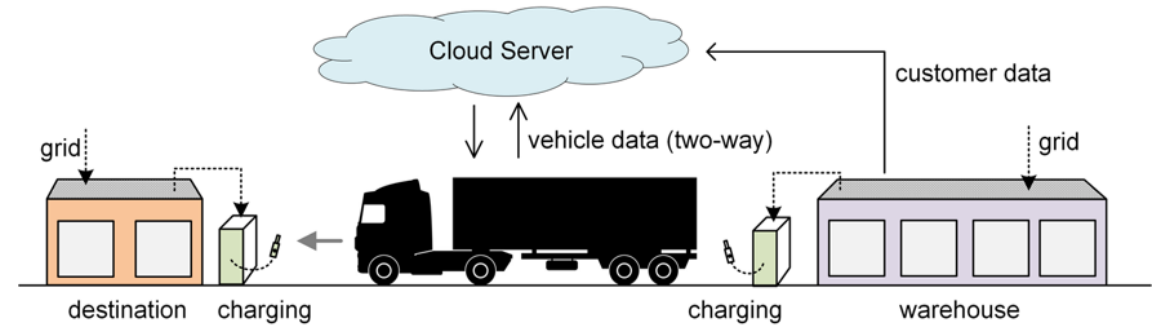 Cloud Server
customer data
vehicle data (two-way)
grid
grid
destination
charging
charging
warehouse